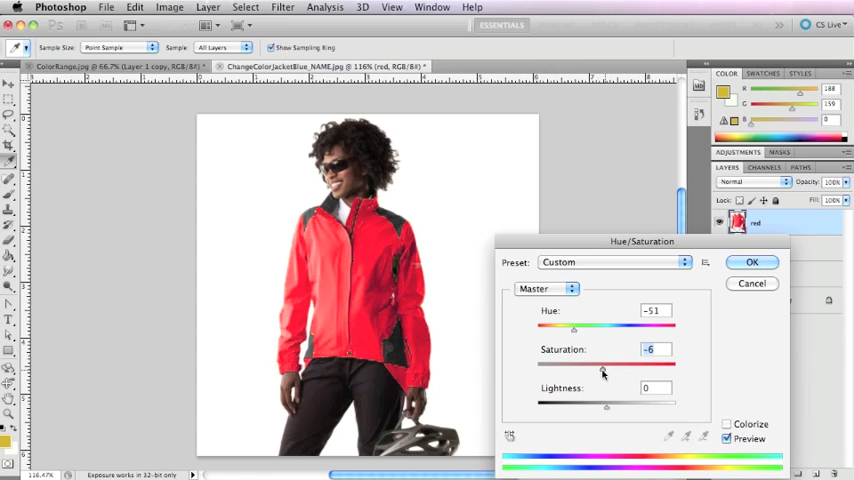 Photoshop File Edit Image Layer Select Filter Analysis 3D View Window Help
ESSENTIALS >> CS Live
Sample Size: Point Sample Sample: All Layers Show Sampling Ring
ColorRange.jpg @ 66.7% (Layer 1 copy, RGB/8#) * ChangeColorJacketBlue_NAME.jpg @ 116% (red, RGB/8#) *
COLOR SWATCHES STYLES
R 188
G 159
B 0
ADJUSTMENTS MASKS
LAYERS CHANNELS PATHS
Normal Opacity: 100%
Lock: Fill: 100%
red
Hue/Saturation
Preset: Custom OK
Cancel
Master
Hue: -51
Saturation: -6
Lightness: 0
Colorize
Preview
116.47% Exposure works in 32-bit only